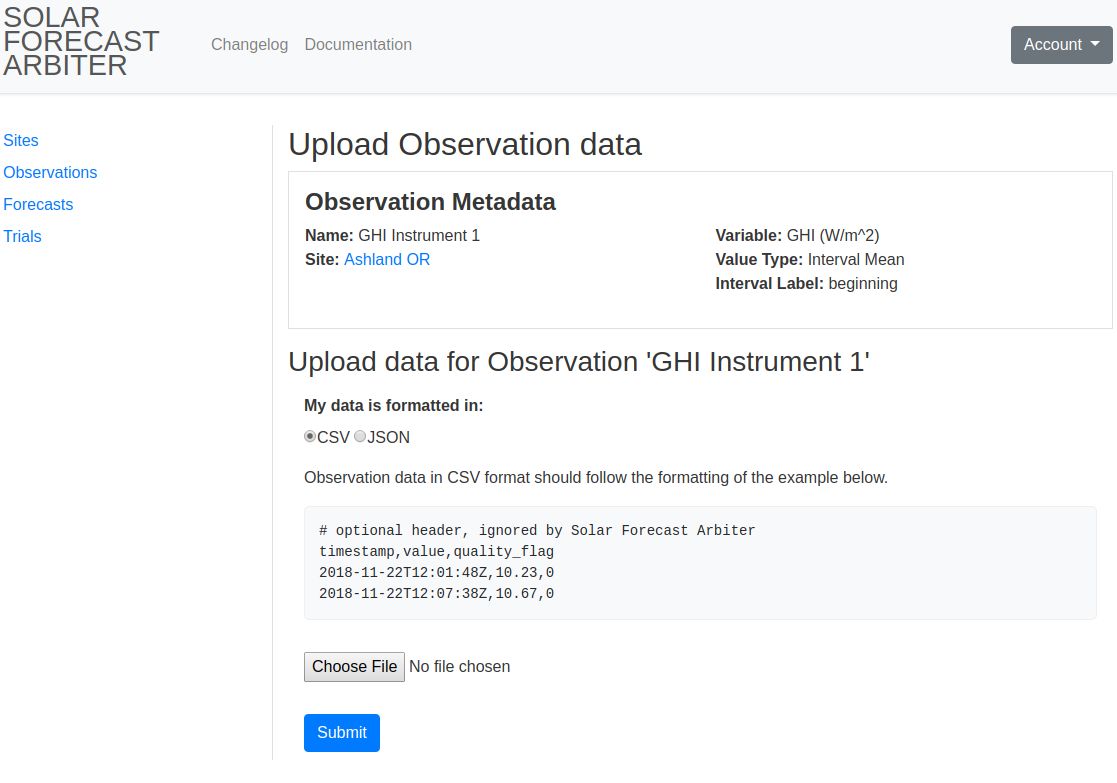 SOLAR
FORECAST
ARBITER
Changelog Documentation
Account
Sites
Observations
Forecasts
Trials
Upload Observation data
Observation Metadata
Name: GHI Instrument 1
Site: Ashland OR
Variable: GHI (W/m^2)
Value Type: Interval Mean
Interval Label: beginning
Upload data for Observation 'GHI Instrument 1'
My data is formatted in:
CSV JSON
Observation data in CSV format should follow the formatting of the example below.
# optional header, ignored by Solar Forecast Arbiter
timestamp,value,quality_flag
2018-11-22T12:01:48Z,10.23,0
2018-11-22T12:07:38Z,10.67,0
Choose File No file chosen
Submit